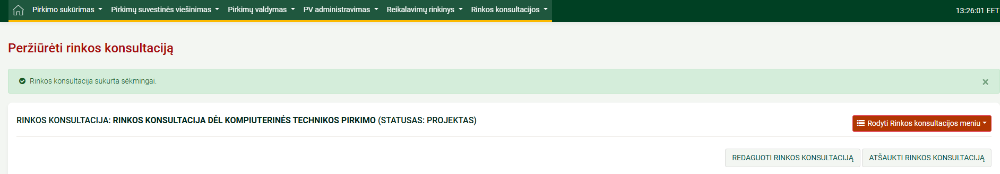 Pirkimo sukūrimas Pirkimų suvestinės viešinimas Pirkimų valdymas PV administravimas Reikalavimų rinkinys Rinkos konsultacijos 13:26:01 EET
Peržiūrėti rinkos konsultaciją
Rinkos konsultacija sukurta sėkmingai. ×
RINKOS KONSULTACIJA: RINKOS KONSULTACIJA DĖL KOMPIUTERINĖS TECHNIKOS PIRKIMO (STATUSAS: PROJEKTAS)
Rodyti Rinkos konsultacijos meniu
REDAGUOTI RINKOS KONSULTACIJĄ ATŠAUKTI RINKOS KONSULTACIJĄ